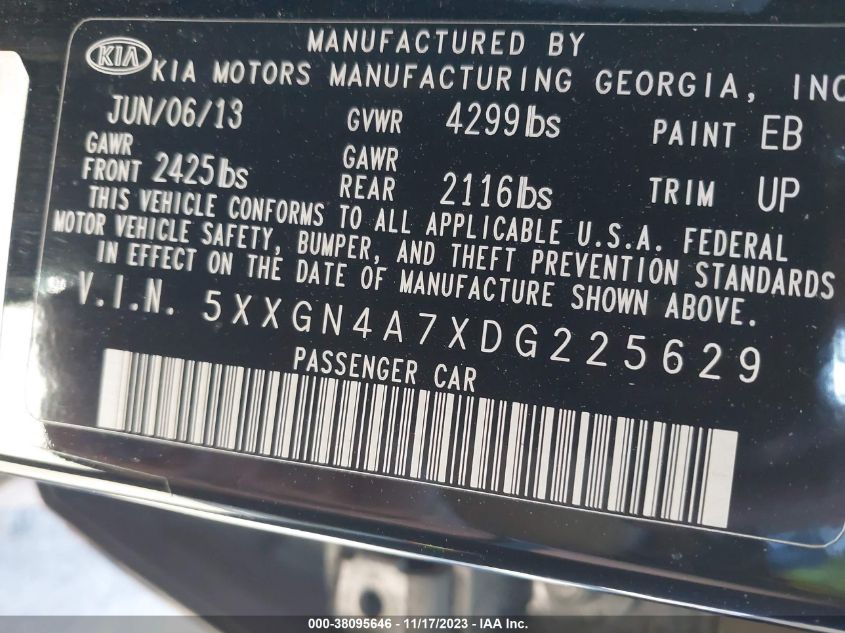 MANUFACTURED BY
KIA KIA MOTORS MANUFACTURING GEORGIA, INC
JUN/06/13 GVWR 4299lbs PAINT EB
GAWR GAWR
FRONT 2425lbs REAR 2116lbs TRIM UP
THIS VEHICLE CONFORMS TO ALL APPLICABLE U.S.A. FEDERAL
MOTOR VEHICLE SAFETY, BUMPER, AND THEFT PREVENTION STANDARDS
IN EFFECT ON THE DATE OF MANUFACTURE SHOWN ABOVE.
V.I.N. 5XXGN4A7XDG225629
PASSENGER CAR
000-38095646 - 11/17/2023 - IAA Inc.